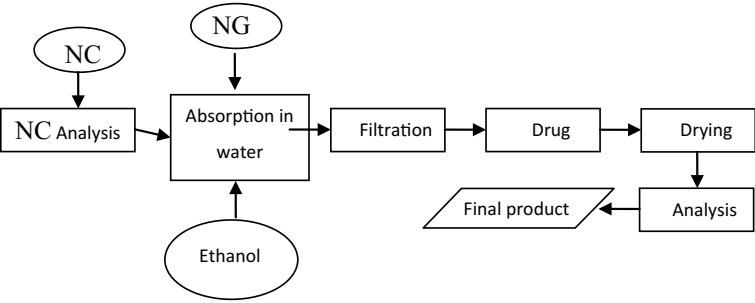 NG
NC
NC Analysis
Absorption in
water
Filtration
Drug
Drying
Ethanol
Final product
Analysis